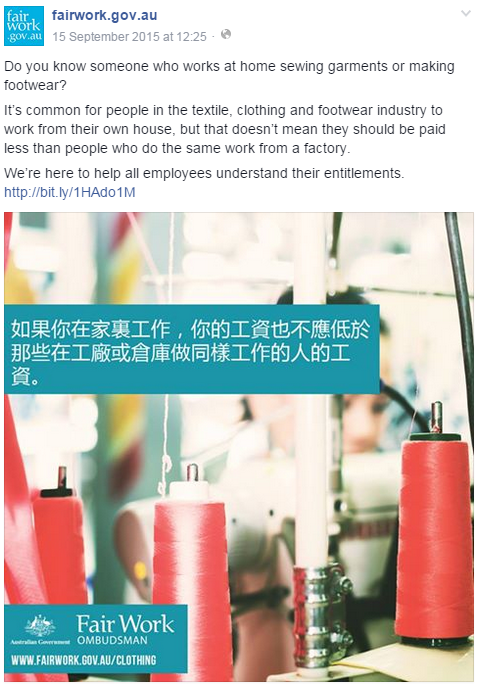 fair
work
.gov.au
fairwork.gov.au
15 September 2015 at 12:25 ·
Do you know someone who works at home sewing garments or making
footwear?
It's common for people in the textile, clothing and footwear industry to
work from their own house, but that doesn't mean they should be paid
less than people who do the same work from a factory.
We're here to help all employees understand their entitlements.
http://bit.ly/1HAdo1M
如果你在家裏工作，你的工資也不應低於
那些在工廠或倉庫做同樣工作的人的工
資。
Australian Government
Fair Work
OMBUDSMAN
WWW.FAIRWORK.GOV.AU/CLOTHING